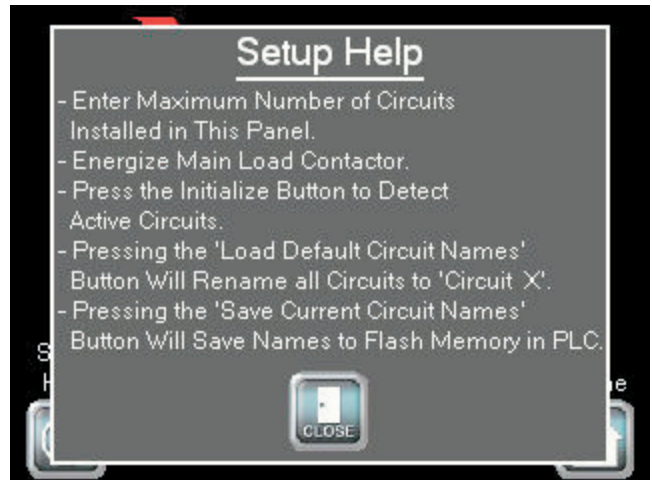 Setup Help
- Enter Maximum Number of Circuits
Installed in This Panel.
- Energize Main Load Contactor.
- Press the Initialize Button to Detect
Active Circuits.
- Pressing the 'Load Default Circuit Names'
Button Will Rename all Circuits to 'Circuit X'.
- Pressing the 'Save Current Circuit Names'
Button Will Save Names to Flash Memory in PLC.
CLOSE